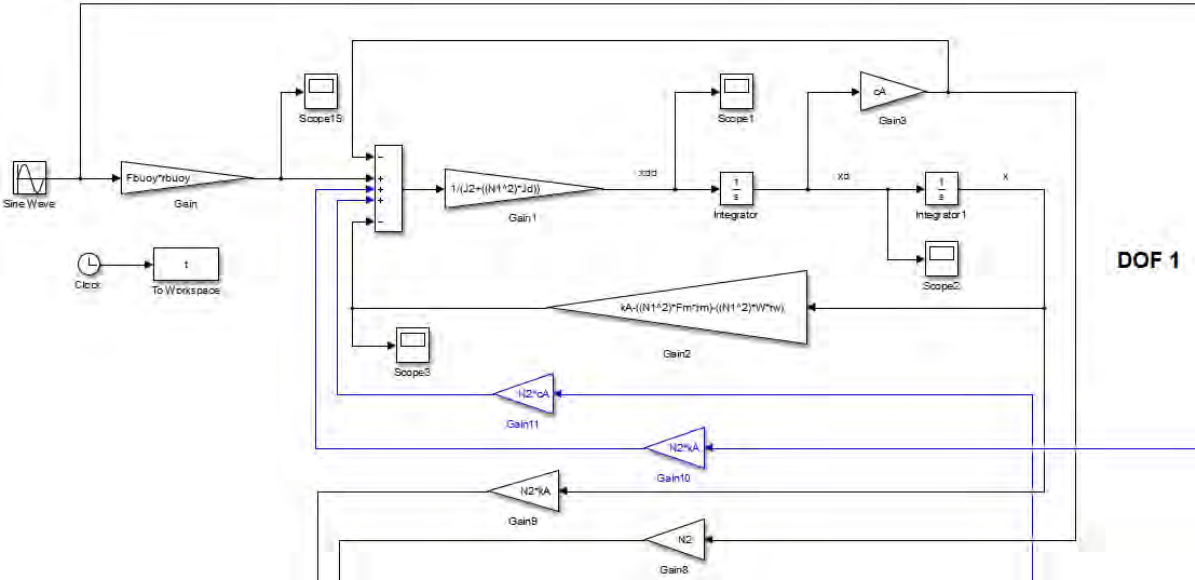 Scope15
Scope1
cA
Gain3
Sine Wave
Fbuoy*rbuoy
Gain
−
+
+
+
−
1/(J2+((N1^2)*Jd))
Gain1
xdd
1
s
Integrator
xd
1
s
Integrator1
x
Clock
t
To Workspace
Scope2
DOF 1
kA-((N1^2)*Fm*rm)-((N1^2)*W*rw)
Gain2
Scope3
N2*cA
Gain11
N2*kA
Gain10
N2*kA
Gain9
N2
Gain8